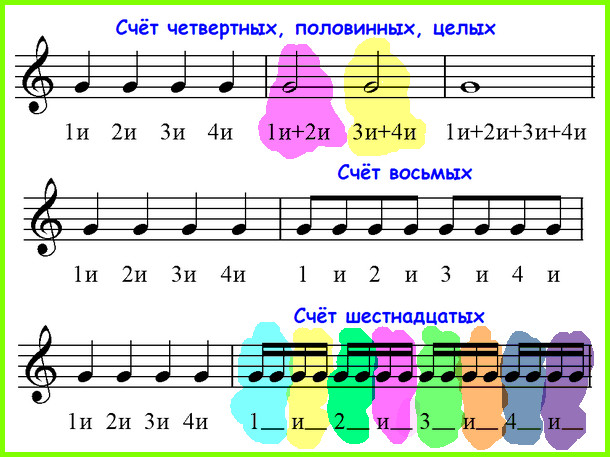 Счёт четвертных, половинных, целых
1и 2и 3и 4и 1и+2и 3и+4и 1и+2и+3и+4и
Счёт восьмых
1и 2и 3и 4и 1 и 2 и 3 и 4 и
Счёт шестнадцатых
1и 2и 3и 4и 1__ и__ 2__ и__ 3__ и__ 4__ и__